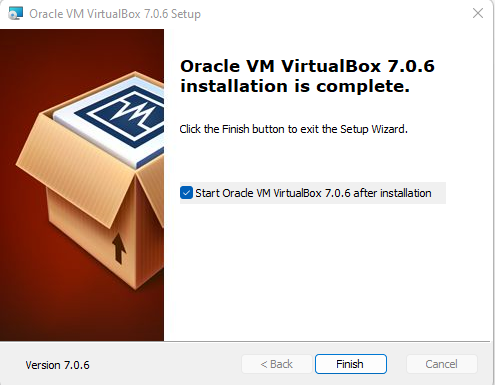 Oracle VM VirtualBox 7.0.6 Setup
Oracle VM VirtualBox 7.0.6
installation is complete.
Click the Finish button to exit the Setup Wizard.
Start Oracle VM VirtualBox 7.0.6 after installation
Version 7.0.6
< Back
Finish
Cancel